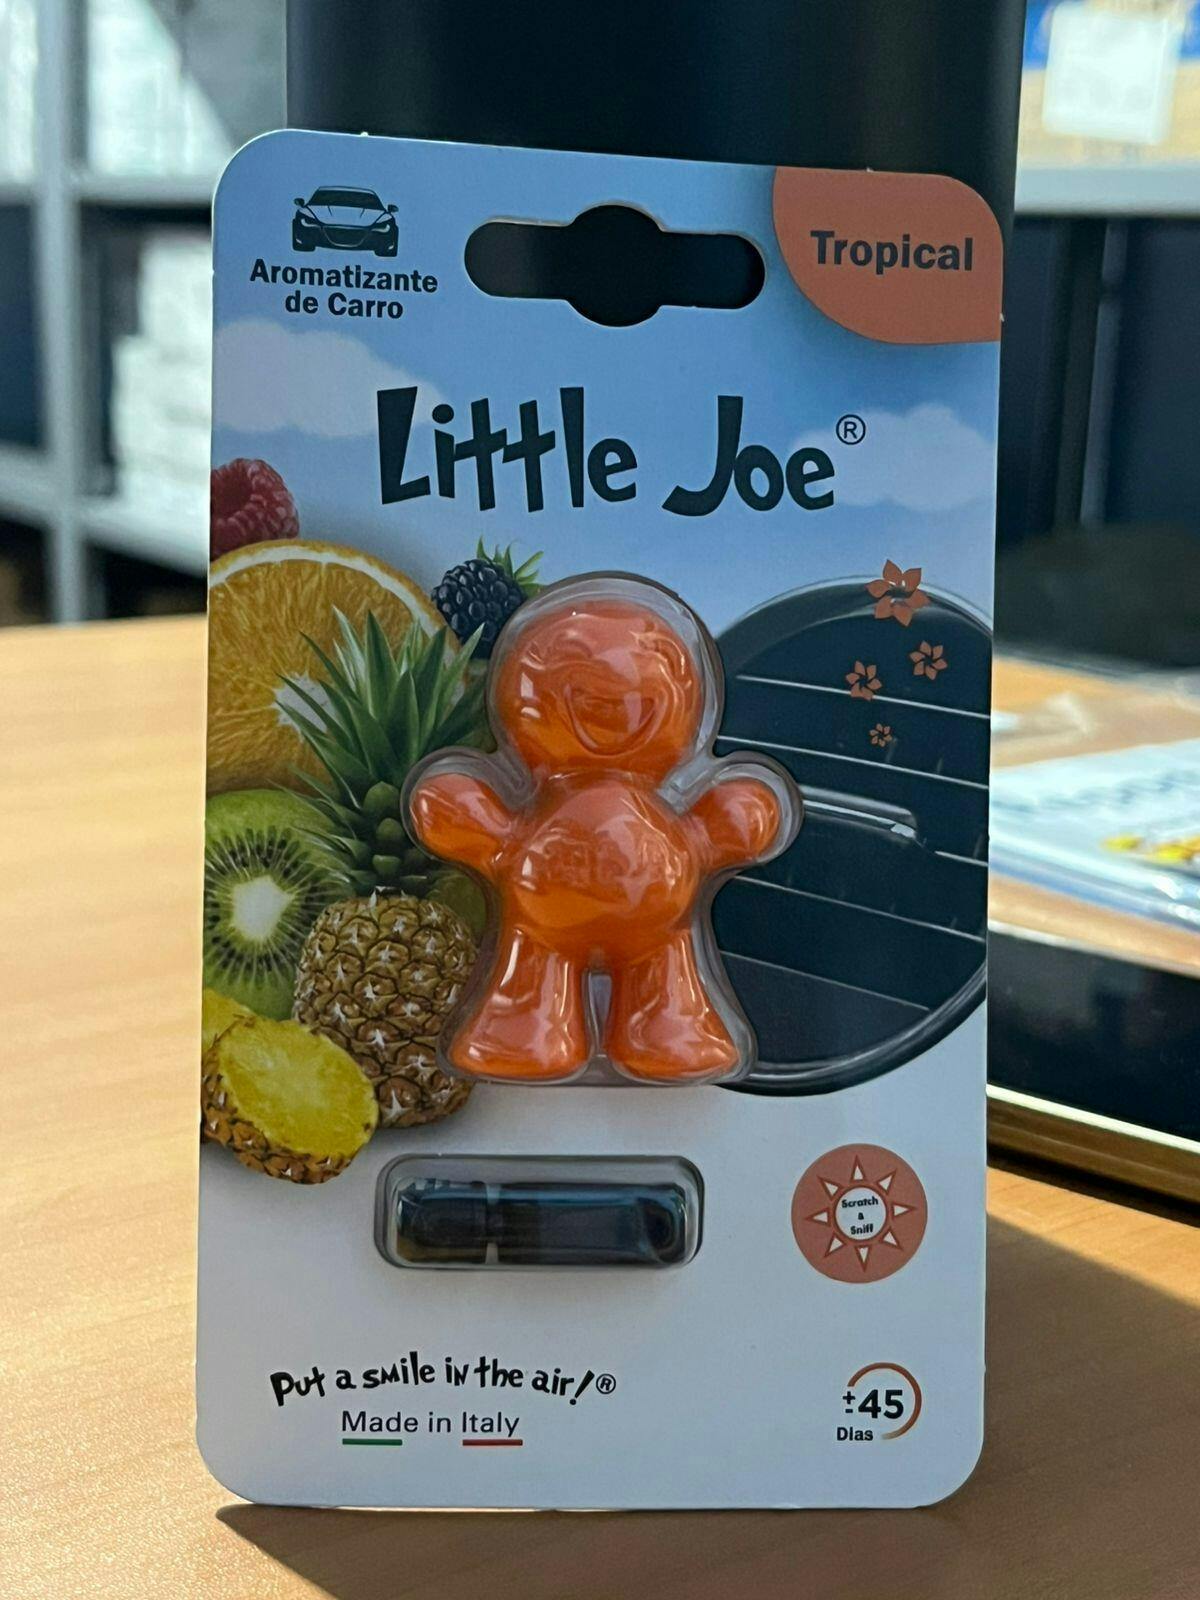 Aromatizante
de Carro
Tropical
Little Joe®
Scratch
&
Sniff
Put a smile in the air!®
Made in Italy
±45
Dias